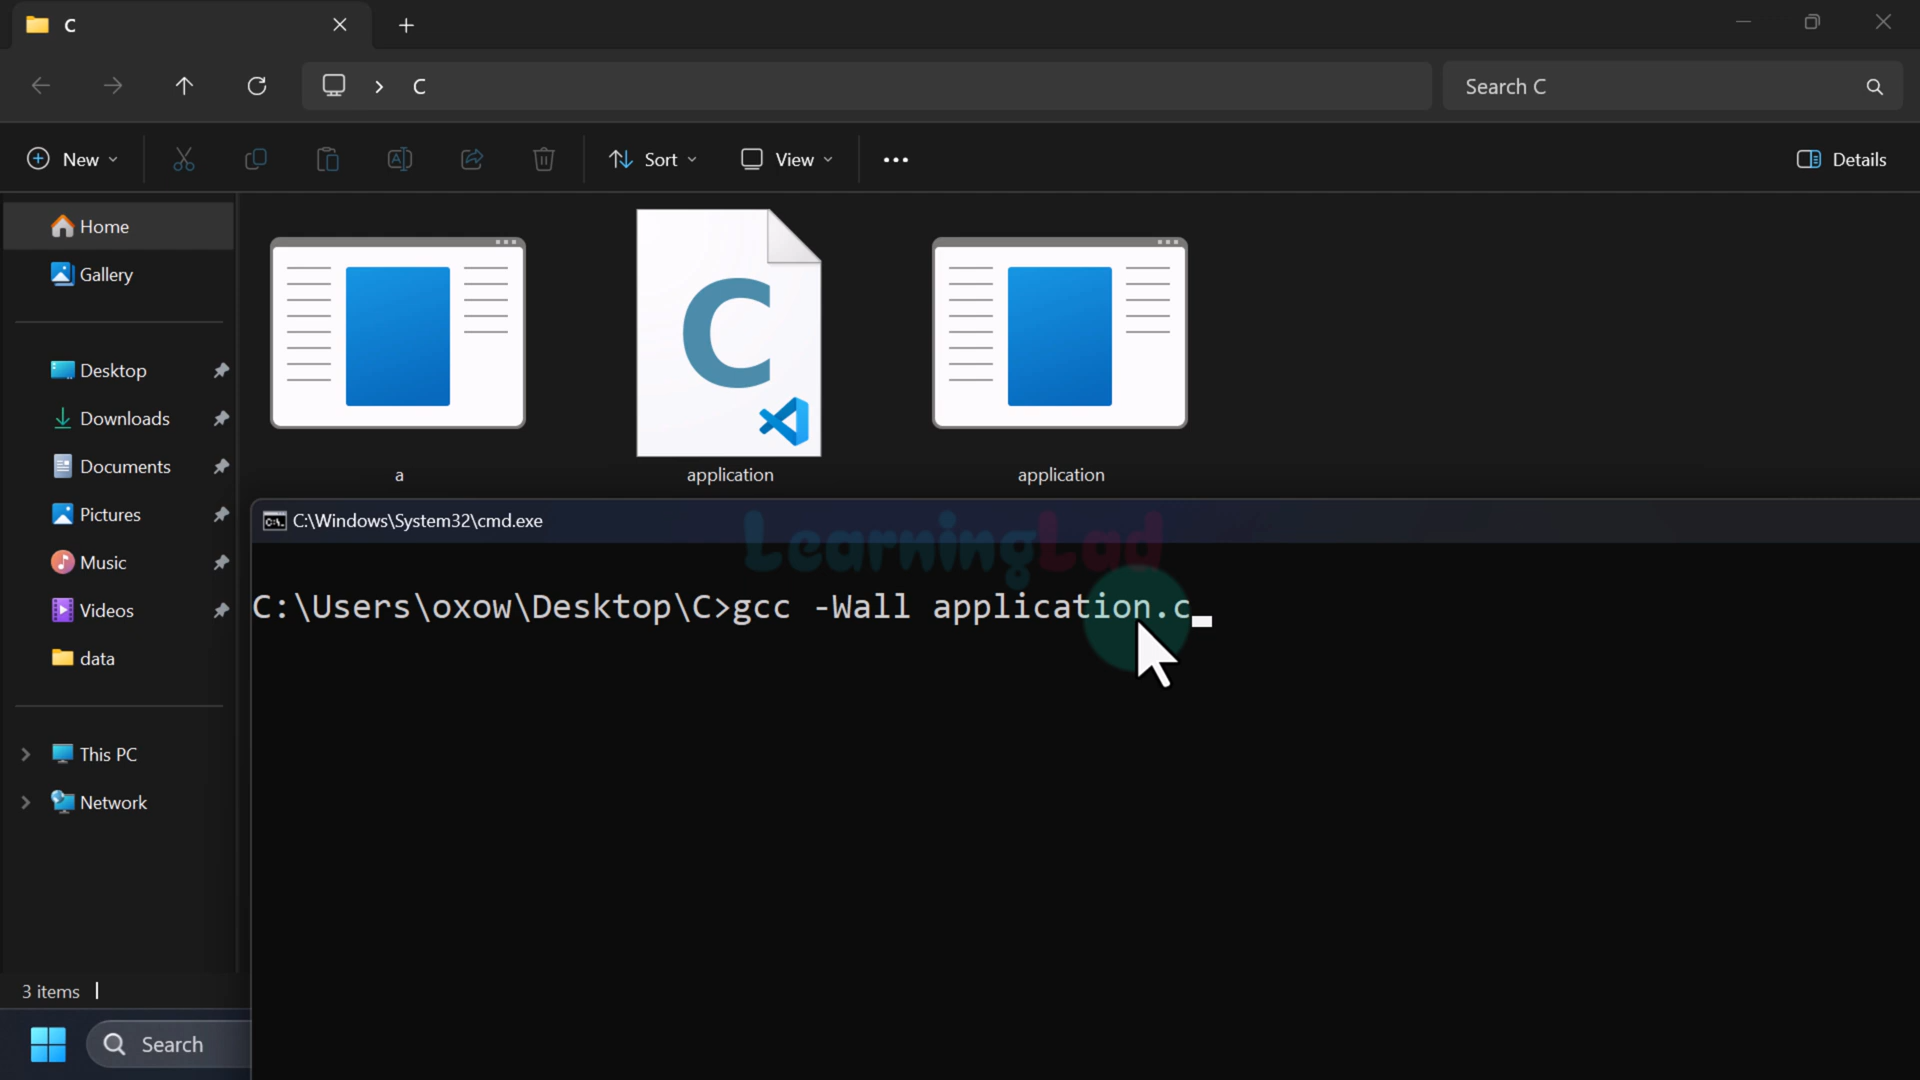 C
C
Search C
New
Sort
View
Details
Home
Gallery
Desktop
Downloads
Documents
Pictures
Music
Videos
data
This PC
Network
C
a
application
application
C:\Windows\System32\cmd.exe
LearningLad
C:\Users\oxow\Desktop\C>gcc -Wall application.c
3 items
Search